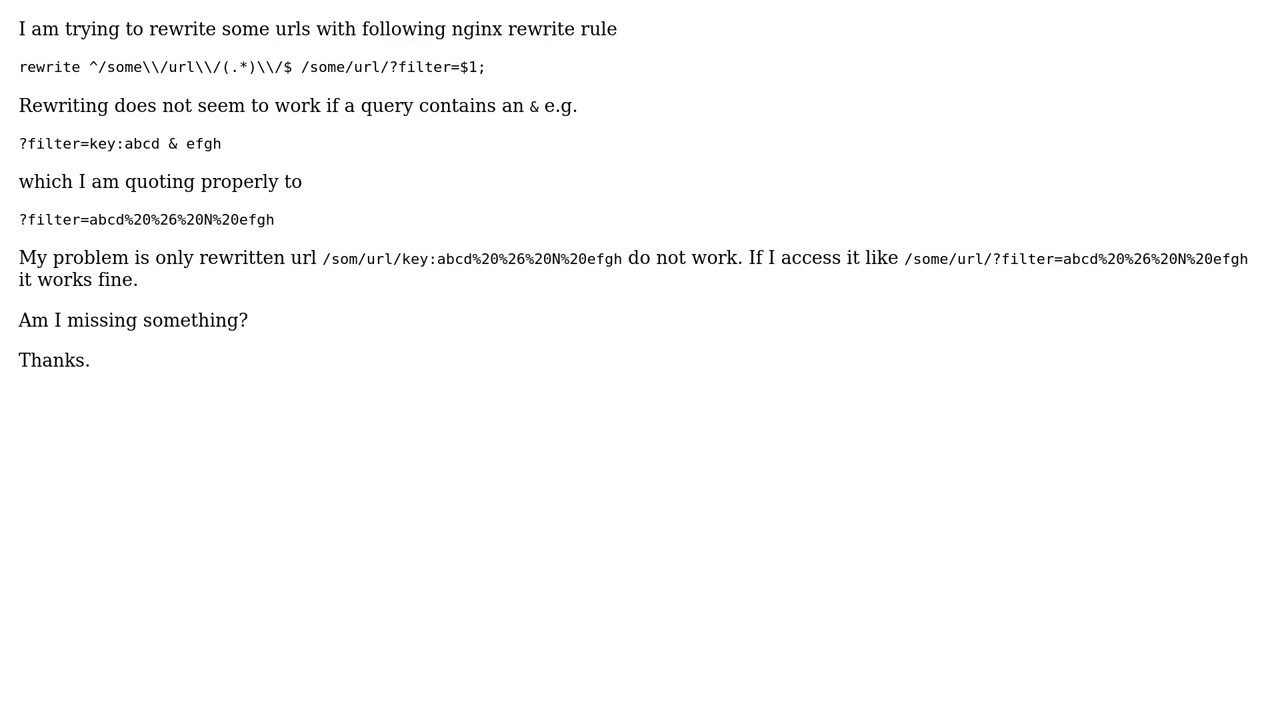 I am trying to rewrite some urls with following nginx rewrite rule
rewrite ^/some\\/url\\/(.*)\\/$ /some/url/?filter=$1;
Rewriting does not seem to work if a query contains an & e.g.
?filter=key:abcd & efgh
which I am quoting properly to
?filter=abcd%20%26%20N%20efgh
My problem is only rewritten url /som/url/key:abcd%20%26%20N%20efgh do not work. If I access it like /some/url/?filter=abcd%20%26%20N%20efgh
it works fine.
Am I missing something?
Thanks.